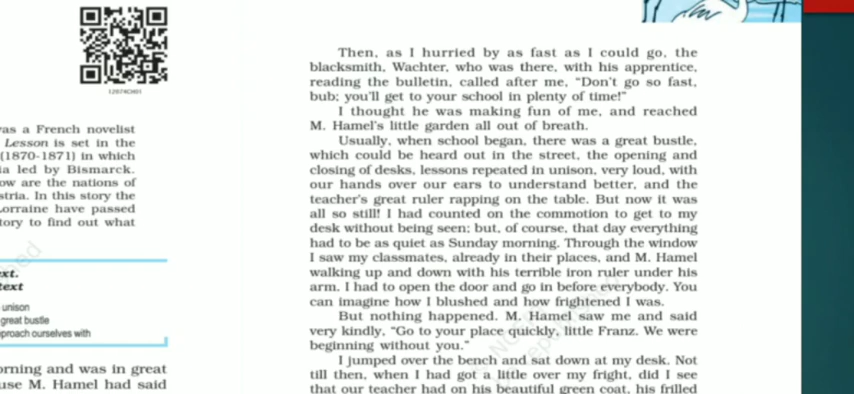 12078CH01
was a French novelist
Lesson is set in the
(1870-1871) in which
ia led by Bismarck.
ow are the nations of
stria. In this story the
Lorraine have passed
tory to find out what
ext.
text
unison
great bustle
proach ourselves with
orning and was in great
use M. Hamel had said
Then, as I hurried by as fast as I could go, the
blacksmith, Wachter, who was there, with his apprentice,
reading the bulletin, called after me, “Don’t go so fast,
bub; you’ll get to your school in plenty of time!”
I thought he was making fun of me, and reached
M. Hamel’s little garden all out of breath.
Usually, when school began, there was a great bustle,
which could be heard out in the street, the opening and
closing of desks, lessons repeated in unison, very loud, with
our hands over our ears to understand better, and the
teacher’s great ruler rapping on the table. But now it was
all so still! I had counted on the commotion to get to my
desk without being seen; but, of course, that day everything
had to be as quiet as Sunday morning. Through the window
I saw my classmates, already in their places, and M. Hamel
walking up and down with his terrible iron ruler under his
arm. I had to open the door and go in before everybody. You
can imagine how I blushed and how frightened I was.
But nothing happened. M. Hamel saw me and said
very kindly, “Go to your place quickly, little Franz. We were
beginning without you.”
I jumped over the bench and sat down at my desk. Not
till then, when I had got a little over my fright, did I see
that our teacher had on his beautiful green coat, his frilled